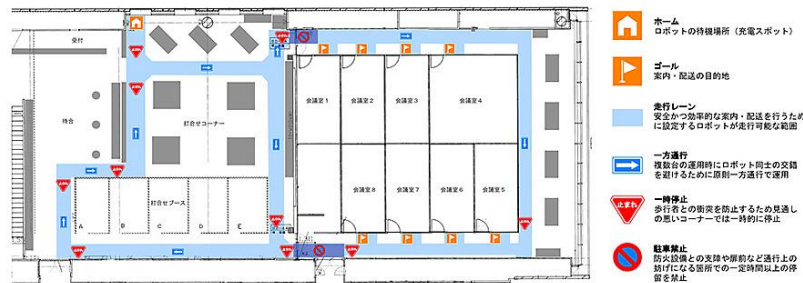 受付
待合
打合せコーナー
打合せブース
A
B
C
D
E
会議室1
会議室2
会議室3
会議室4
会議室8
会議室7
会議室6
会議室5
ホーム
ロボットの待機場所（充電スポット）
ゴール
案内・配送の目的地
走行レーン
安全かつ効率的な案内・配送を行うため
に設定するロボットが走行可能な範囲
一方通行
複数台の運用時にロボット同士の交錯
を避けるために原則一方通行で運用
止まれ
一時停止
歩行者との衝突を防止するため見通し
の悪いコーナーでは一時的に停止
駐車禁止
防火設備との支障や扉前など通行上の
妨げになる箇所での一定時間以上の停
留を禁止